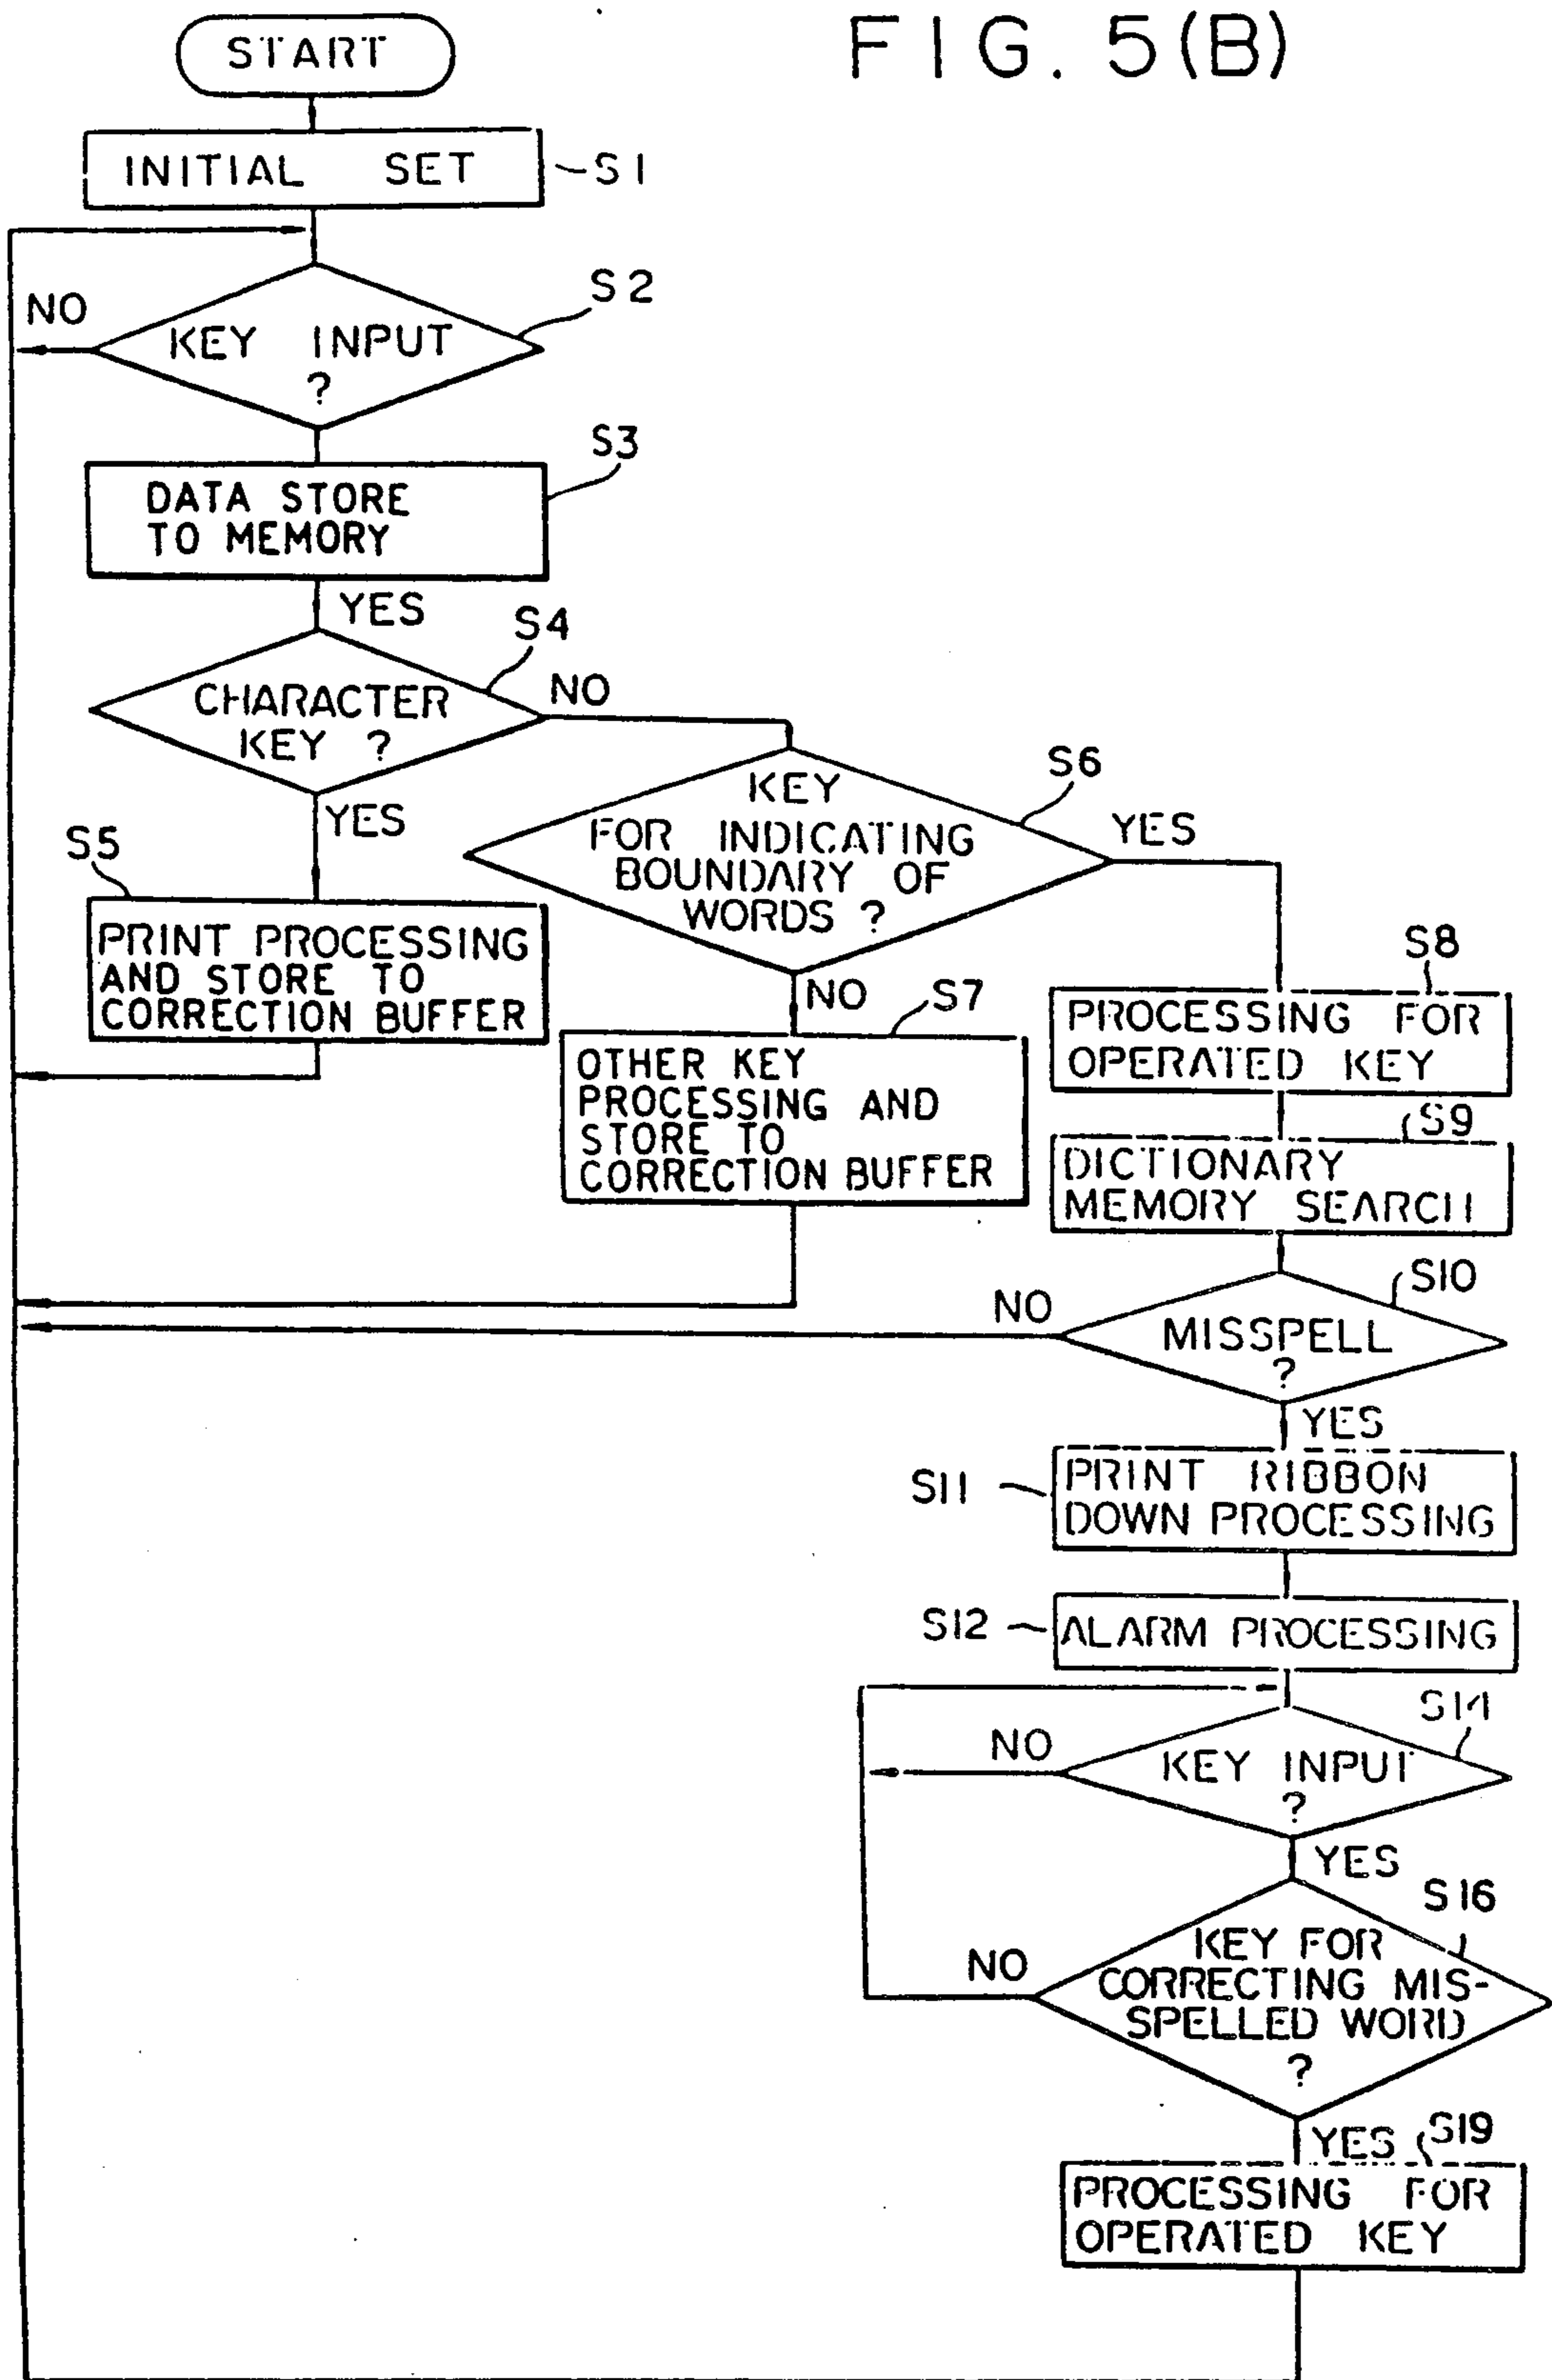 FIG. 5(B)
START
INITIAL SET
S1
NO
KEY INPUT
?
S2
S3
DATA STORE
TO MEMORY
YES
S4
CHARACTER
KEY ?
NO
YES
S5
PRINT PROCESSING
AND STORE TO
CORRECTION BUFFER
S6
KEY
FOR INDICATING
BOUNDARY OF
WORDS ?
YES
NO
S7
OTHER KEY
PROCESSING AND
STORE TO
CORRECTION BUFFER
S8
PROCESSING FOR
OPERATED KEY
S9
DICTIONARY
MEMORY SEARCH
S10
NO
MISSPELL
?
YES
S11
PRINT RIBBON
DOWN PROCESSING
S12
ALARM PROCESSING
S14
NO
KEY INPUT
?
YES
S16
NO
KEY FOR
CORRECTING MIS-
SPELLED WORD
?
YES
S19
PROCESSING FOR
OPERATED KEY